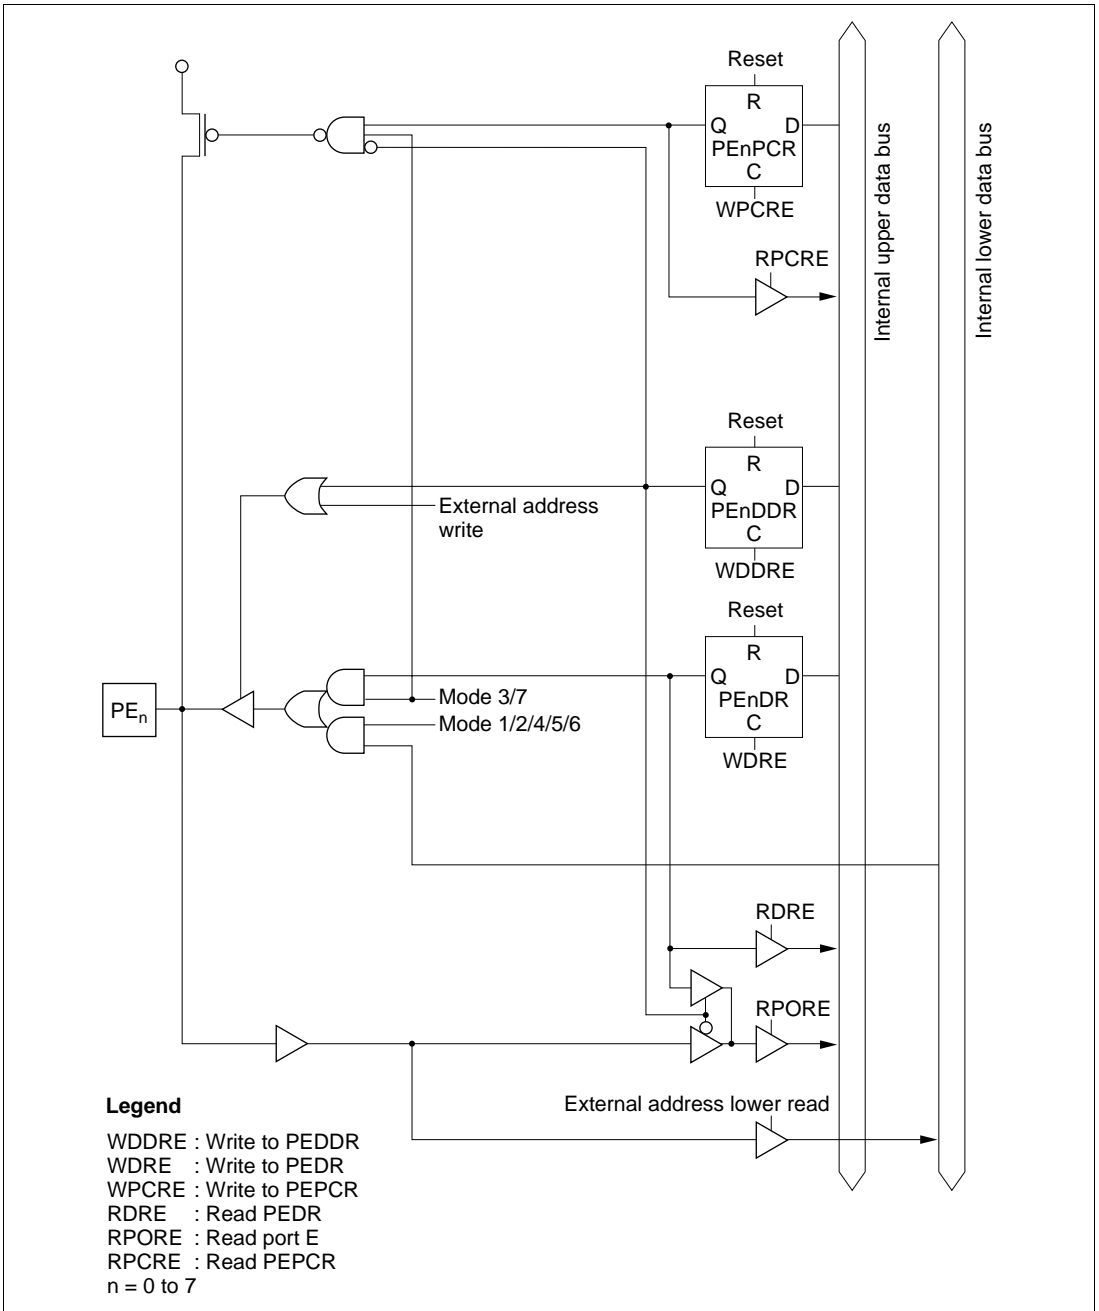 Reset
R
Q D
PEnPCR
C
WPCRE
RPCRE
Internal upper data bus
Internal lower data bus
Reset
R
Q D
PEnDDR
C
WDDRE
External address
write
Reset
R
Q D
PEnDR
C
WDRE
PEn
Mode 3/7
Mode 1/2/4/5/6
RDRE
RPORE
External address lower read
Legend
WDDRE : Write to PEDDR
WDRE : Write to PEDR
WPCRE : Write to PEPCR
RDRE : Read PEDR
RPORE : Read port E
RPCRE : Read PEPCR
n = 0 to 7